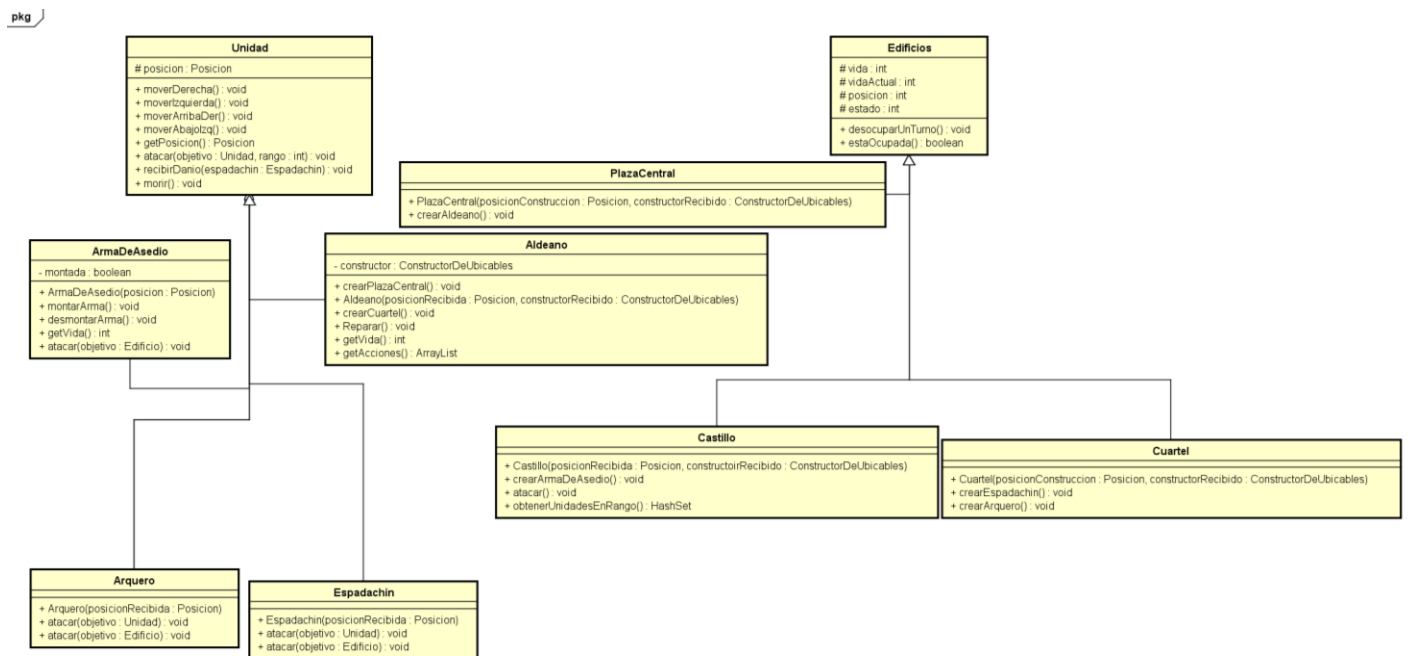 pkg
Unidad
# posicion : Posicion
+ moverDerecha() : void
+ moverIzquierda() : void
+ moverArribaDer() : void
+ moverAbajoIzq() : void
+ getPosicion() : Posicion
+ atacar(objetivo : Unidad, rango : int) : void
+ recibirDanio(espadachin : Espadachin) : void
+ morir() : void
Edificios
# vida : int
# vidaActual : int
# posicion : int
# estado : int
+ desocuparUnTurno() : void
+ estaOcupada() : boolean
PlazaCentral
+ PlazaCentral(posicionConstruccion : Posicion, constructorRecibido : ConstructorDeUbicables)
+ crearAldeano() : void
ArmaDeAsedio
- montada : boolean
+ ArmaDeAsedio(posicion : Posicion)
+ montarArma() : void
+ desmontarArma() : void
+ getVida() : int
+ atacar(objetivo : Edificio) : void
Aldeano
- constructor : ConstructorDeUbicables
+ crearPlazaCentral() : void
+ Aldeano(posicionRecibida : Posicion, constructorRecibido : ConstructorDeUbicables)
+ crearCuartel() : void
+ Reparar() : void
+ getVida() : int
+ getAcciones() : ArrayList
Castillo
+ Castillo(posicionRecibida : Posicion, constructoirRecibido : ConstructorDeUbicables)
+ crearArmaDeAsedio() : void
+ atacar() : void
+ obtenerUnidadesEnRango() : HashSet
Cuartel
+ Cuartel(posicionConstruccion : Posicion, constructorRecibido : ConstructorDeUbicables)
+ crearEspadachin() : void
+ crearArquero() : void
Arquero
+ Arquero(posicionRecibida : Posicion)
+ atacar(objetivo : Unidad) : void
+ atacar(objetivo : Edificio) : void
Espadachin
+ Espadachin(posicionRecibida : Posicion)
+ atacar(objetivo : Unidad) : void
+ atacar(objetivo : Edificio) : void